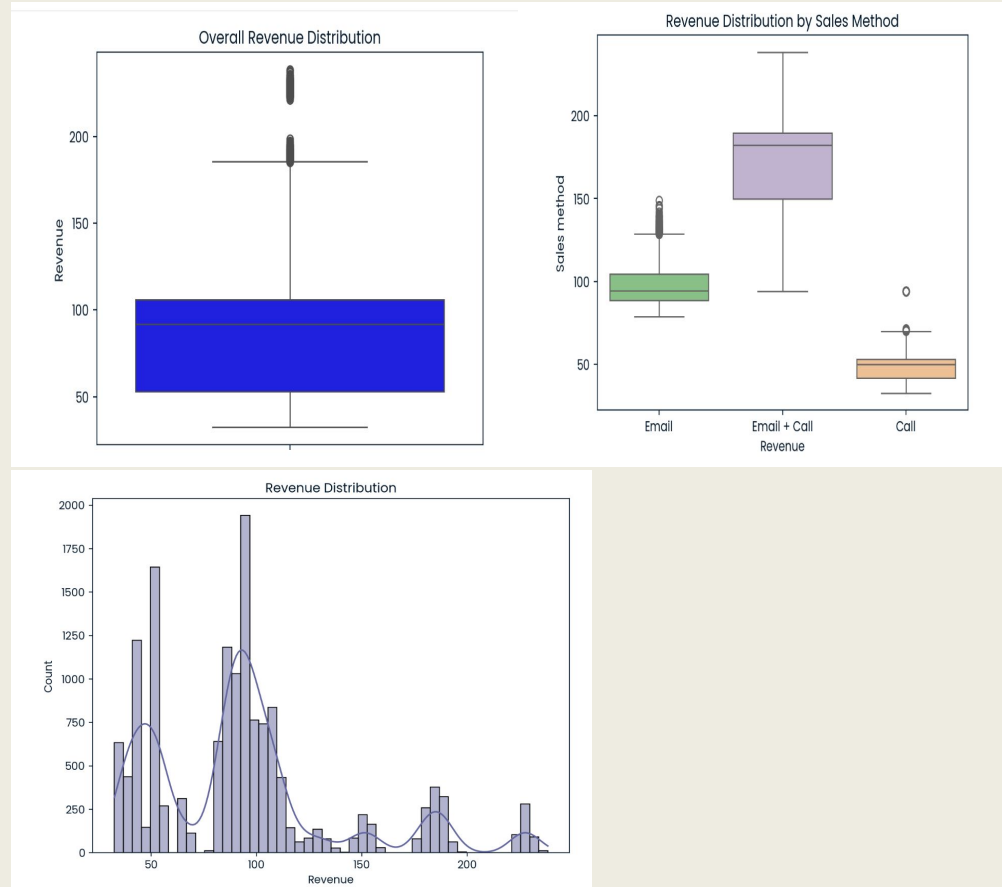 Overall Revenue Distribution
200
150
100
50
Revenue
Revenue Distribution by Sales Method
200
150
100
50
Sales method
Email
Email + Call
Call
Revenue
Revenue Distribution
2000
1750
1500
1250
1000
750
500
250
0
Count
50
100
150
200
Revenue